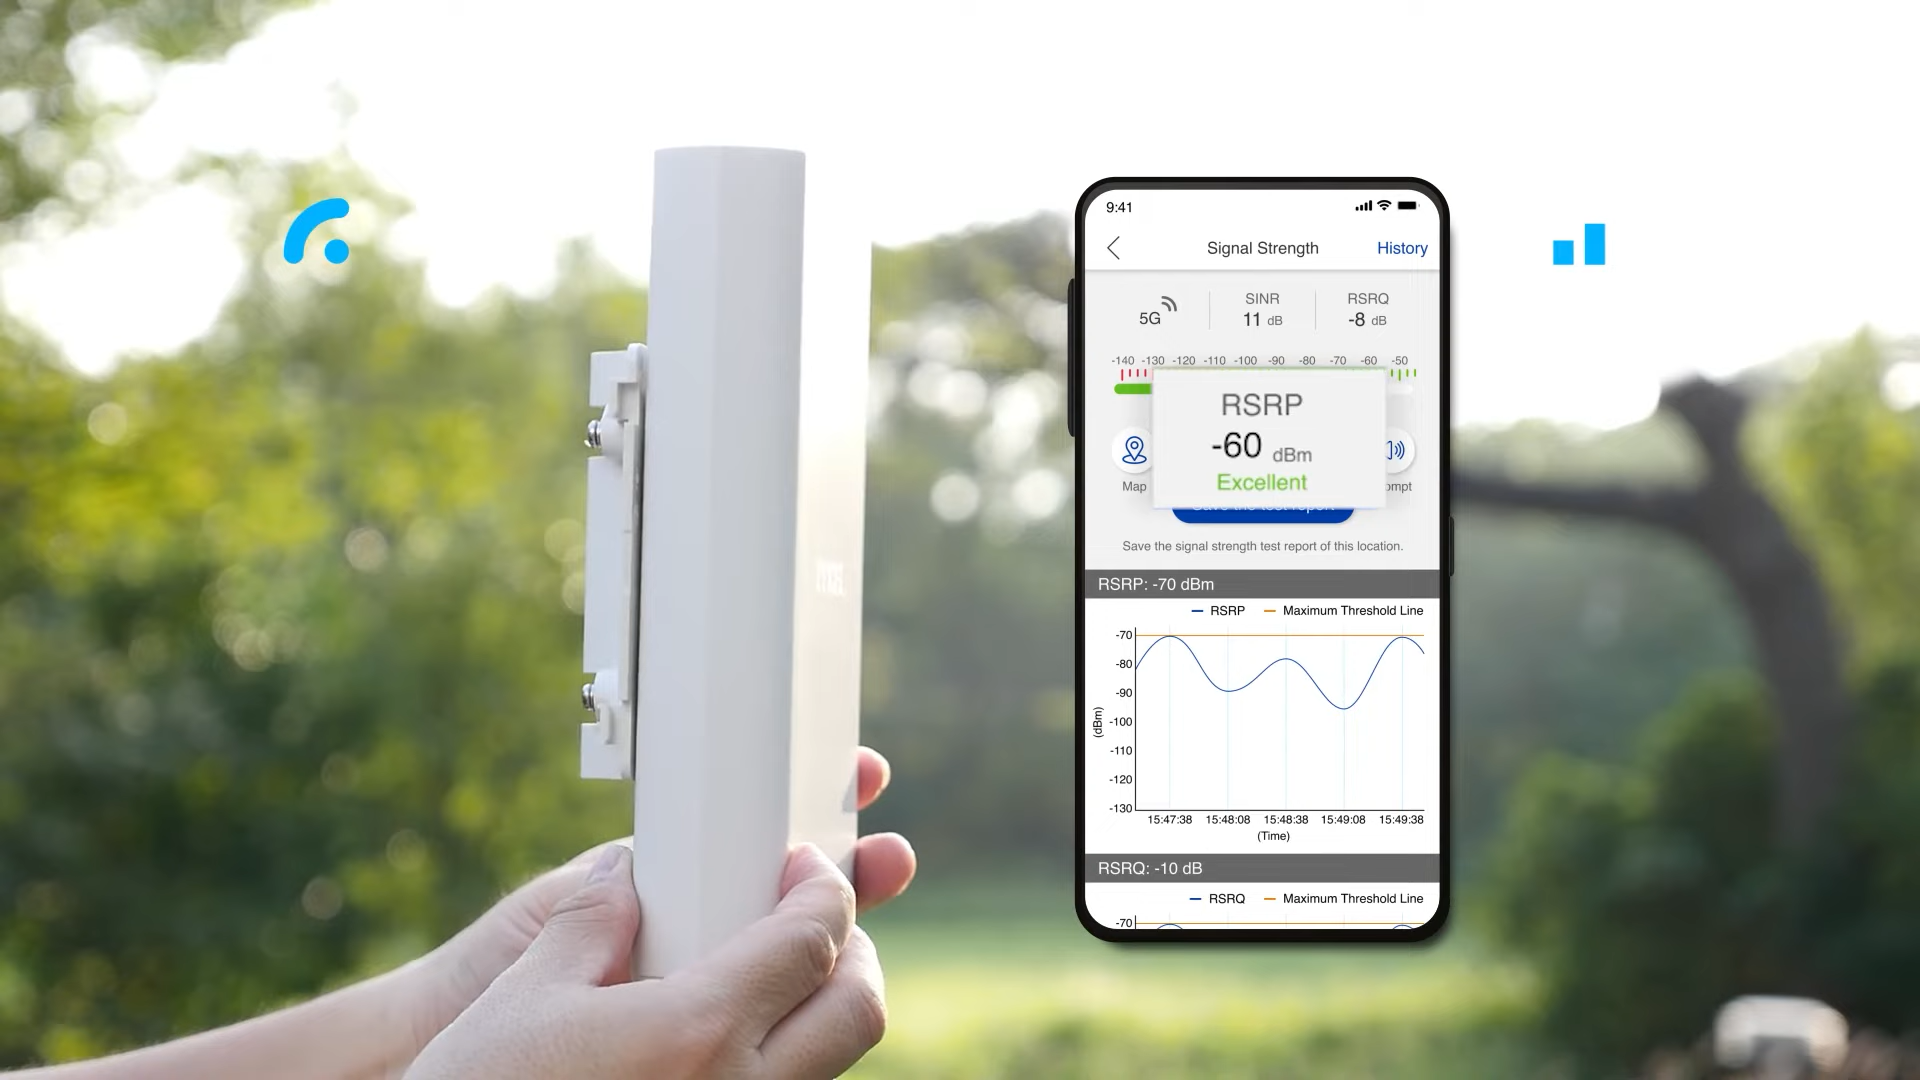 9:41
Signal Strength
History
5G
SINR
11 dB
RSRQ
-8 dB
-140 -130 -120 -110 -100 -90 -80 -70 -60 -50
RSRP
-60 dBm
Excellent
Map
Save the signal strength test report of this location.
RSRP: -70 dBm
RSRP
Maximum Threshold Line
-70
-80
-90
-100
-110
-120
-130
(dBm)
15:47:38 15:48:08 15:48:38 15:49:08 15:49:38
(Time)
RSRQ: -10 dB
RSRQ
Maximum Threshold Line
-70